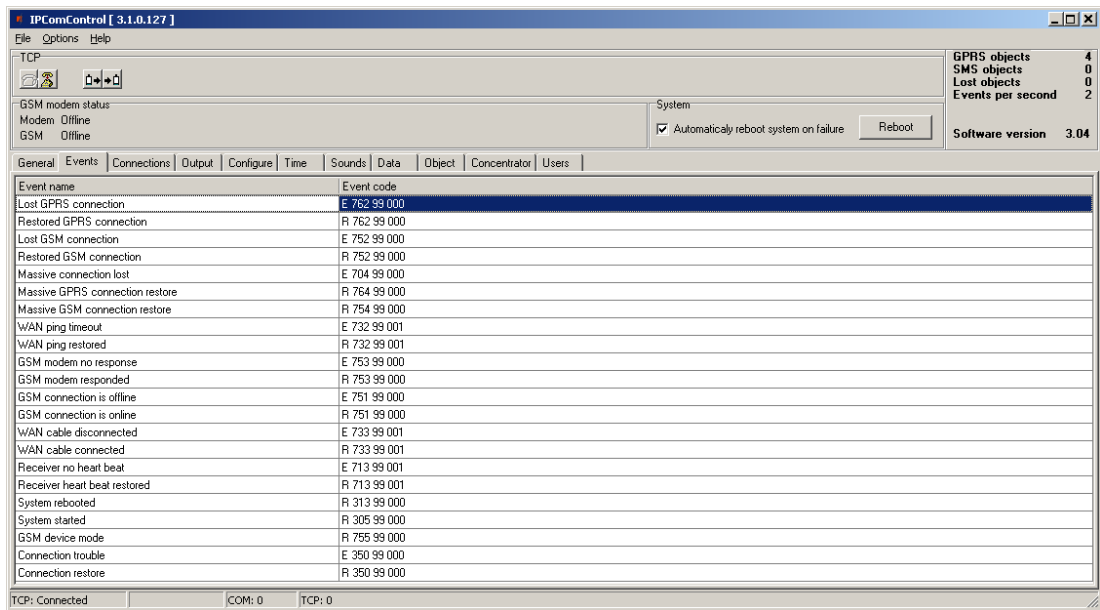 IPComControl [ 3.1.0.127 ]
File Options Help
TCP
GPRS objects 4
SMS objects 0
Lost objects 0
Events per second 2
Software version 3.04
GSM modem status
Modem Offline
GSM Offline
System
Automaticaly reboot system on failure
Reboot
General Events Connections Output Configure Time Sounds Data Object Concentrator Users
Event name Event code
Lost GPRS connection E 762 99 000
Restored GPRS connection R 762 99 000
Lost GSM connection E 752 99 000
Restored GSM connection R 752 99 000
Massive connection lost E 704 99 000
Massive GPRS connection restore R 764 99 000
Massive GSM connection restore R 754 99 000
WAN ping timeout E 732 99 001
WAN ping restored R 732 99 001
GSM modem no response E 753 99 000
GSM modem responded R 753 99 000
GSM connection is offline E 751 99 000
GSM connection is online R 751 99 000
WAN cable disconnected E 733 99 001
WAN cable connected R 733 99 001
Receiver no heart beat E 713 99 001
Receiver heart beat restored R 713 99 001
System rebooted R 313 99 000
System started R 305 99 000
GSM device mode R 755 99 000
Connection trouble E 350 99 000
Connection restore R 350 99 000
TCP: Connected COM: 0 TCP: 0